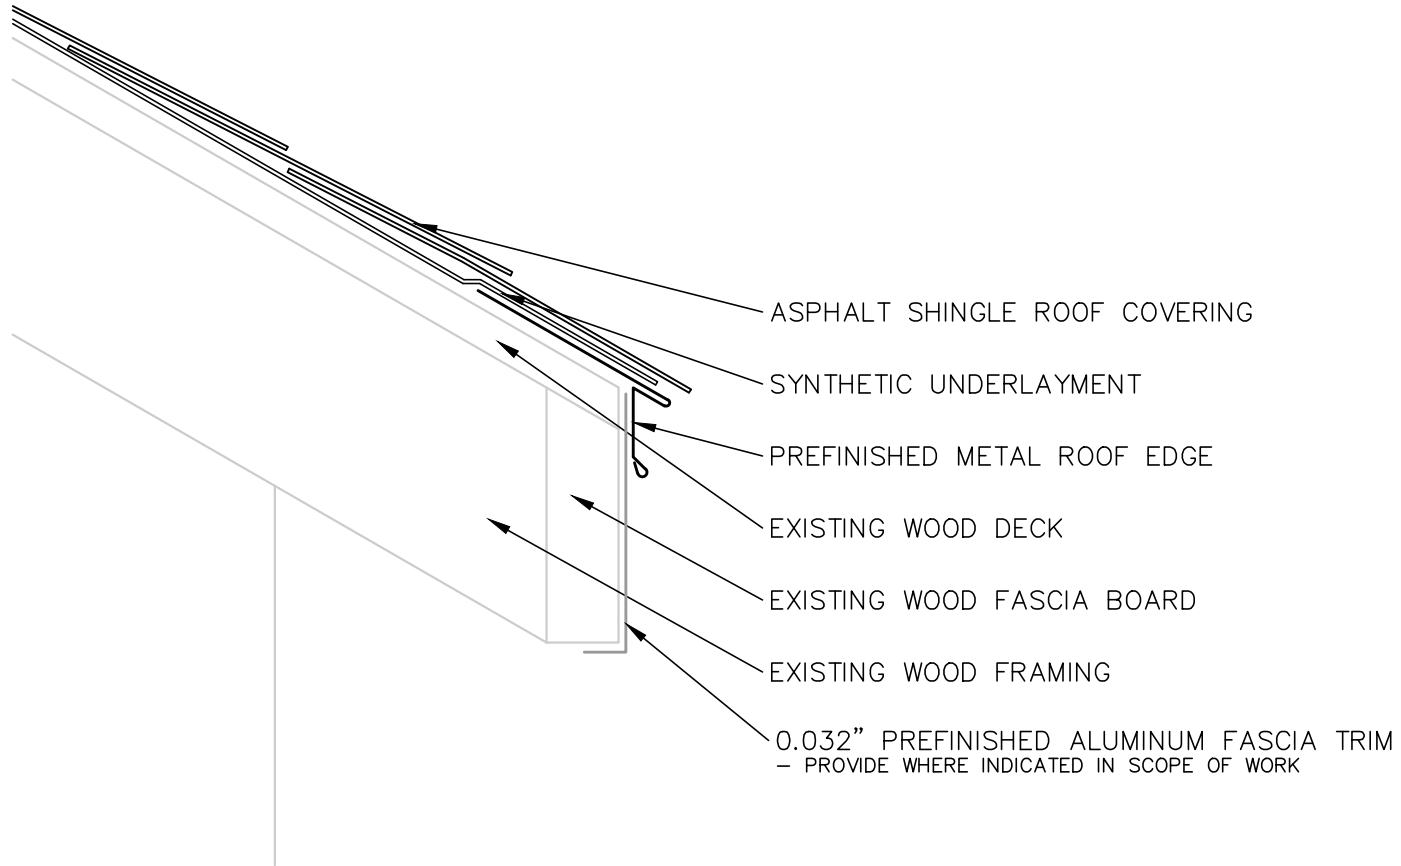 ASPHALT SHINGLE ROOF COVERING
SYNTHETIC UNDERLAYMENT
PREFINISHED METAL ROOF EDGE
EXISTING WOOD DECK
EXISTING WOOD FASCIA BOARD
EXISTING WOOD FRAMING
0.032” PREFINISHED ALUMINUM FASCIA TRIM
– PROVIDE WHERE INDICATED IN SCOPE OF WORK